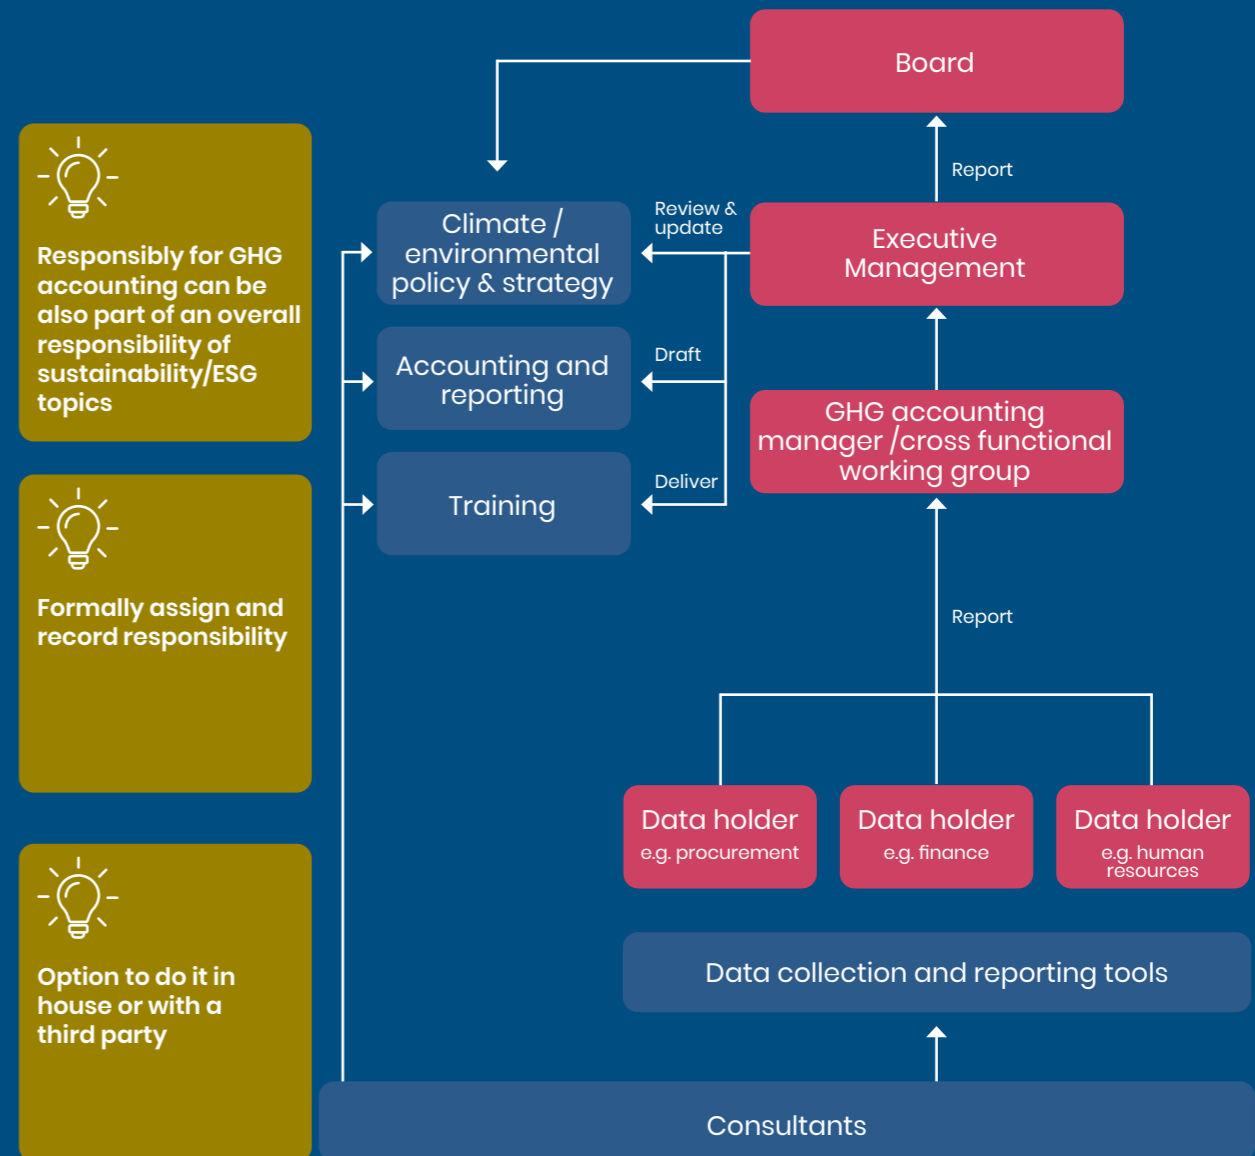 Board
Report
Responsibly for GHG
accounting can be
also part of an overall
responsibility of
sustainability/ESG
topics
Climate /
environmental
policy & strategy
Review &
update
Executive
Management
Accounting and
reporting
Draft
GHG accounting
manager /cross functional
working group
Training
Deliver
Formally assign and
record responsibility
Report
Data holder
e.g. procurement
Data holder
e.g. finance
Data holder
e.g. human
resources
Option to do it in
house or with a
third party
Data collection and reporting tools
Consultants